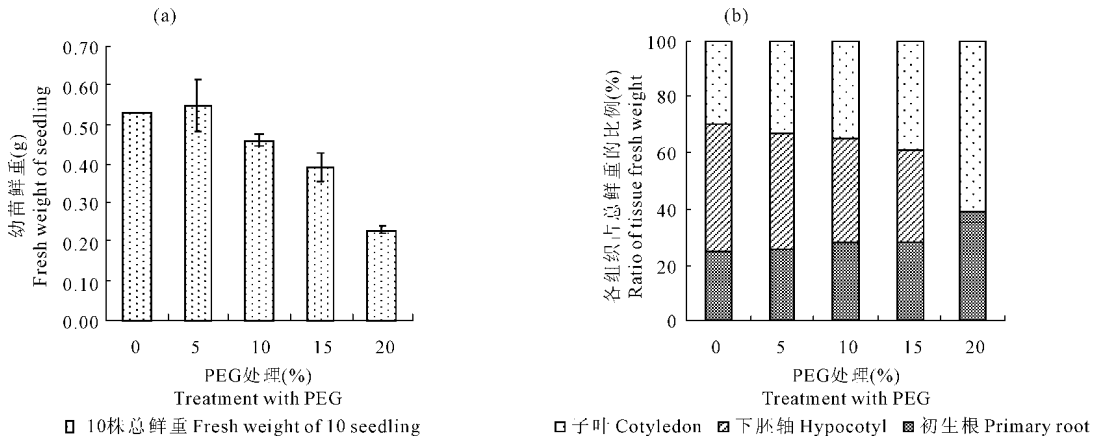 (a)
幼苗鲜重(g)
Fresh weight of seedling
0.70
0.60
0.50
0.40
0.30
0.20
0.10
0.00
0 5 10 15 20
PEG处理(%)
Treatment with PEG
10株总鲜重 Fresh weight of 10 seedling
(b)
各组织占总鲜重的比例(%)
Ratio of tissue fresh weight
100
80
60
40
20
0
0 5 10 15 20
PEG处理(%)
Treatment with PEG
子叶 Cotyledon 下胚轴 Hypocotyl 初生根 Primary root